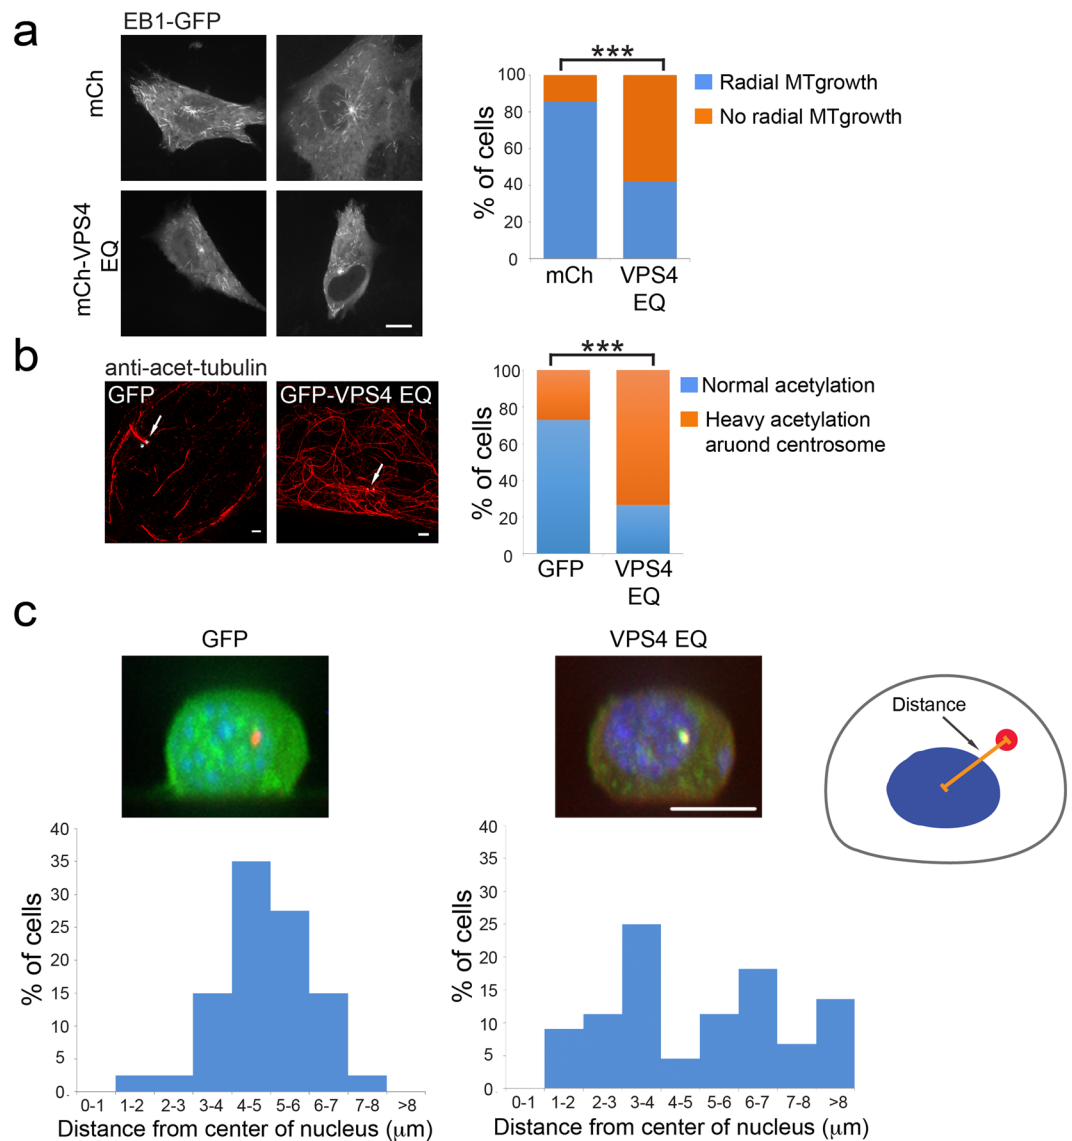 a
EB1-GFP
mCh
mCh-VPS4
EQ
% of cells
100
80
60
40
20
0
***
mCh
VPS4
EQ
Radial MTgrowth
No radial MTgrowth
b
anti-acet-tubulin
GFP
GFP-VPS4 EQ
% of cells
100
80
60
40
20
0
***
GFP
VPS4
EQ
Normal acetylation
Heavy acetylation
aruond centrosome
c
GFP
VPS4 EQ
Distance
% of cells
40
35
30
25
20
15
10
5
0
0-1 1-2 2-3 3-4 4-5 5-6 6-7 7-8 >8
Distance from center of nucleus (μm)
% of cells
40
35
30
25
20
15
10
5
0
0-1 1-2 2-3 3-4 4-5 5-6 6-7 7-8 >8
Distance from center of nucleus (μm)